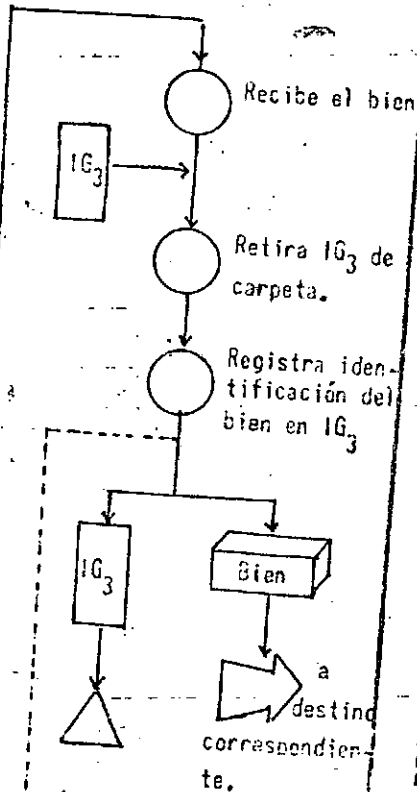 Recibe el bien
IG₃
Retira IG₃ de
carpeta.
Registra iden-
tificación del
bien en IG₃
IG₃
Bien
a
destino
correspondien-
te.